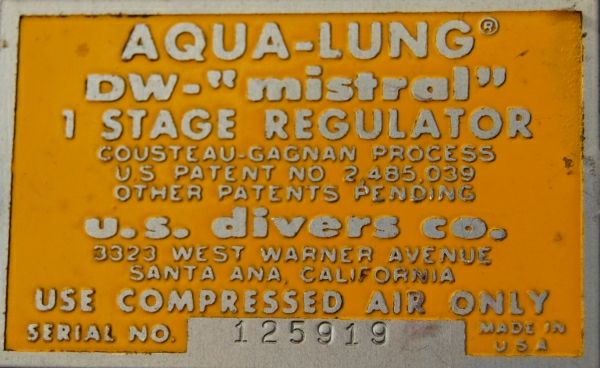 AQUA-LUNG®
DW-"mistral"
1 STAGE REGULATOR
COUSTEAU-GAGNAN PROCESS
U.S. PATENT NO 2,485,039
OTHER PATENTS PENDING
u.s. divers co.
3323 WEST WARNER AVENUE
SANTA ANA, CALIFORNIA
USE COMPRESSED AIR ONLY
SERIAL NO. 125919 MADE IN
USA